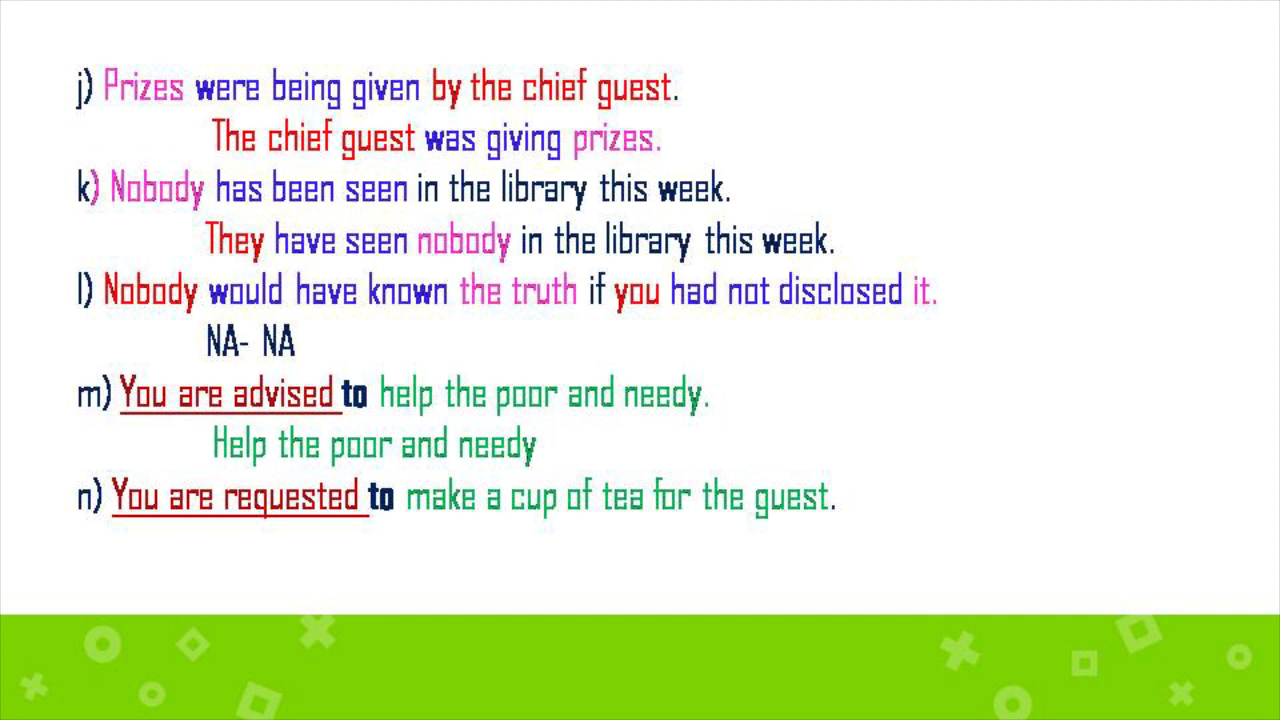 j) Prizes were being given by the chief guest.
The chief guest was giving prizes.
k) Nobody has been seen in the library this week.
They have seen nobody in the library this week.
l) Nobody would have known the truth if you had not disclosed it.
NA- NA
m) You are advised to help the poor and needy.
Help the poor and needy
n) You are requested to make a cup of tea for the guest.